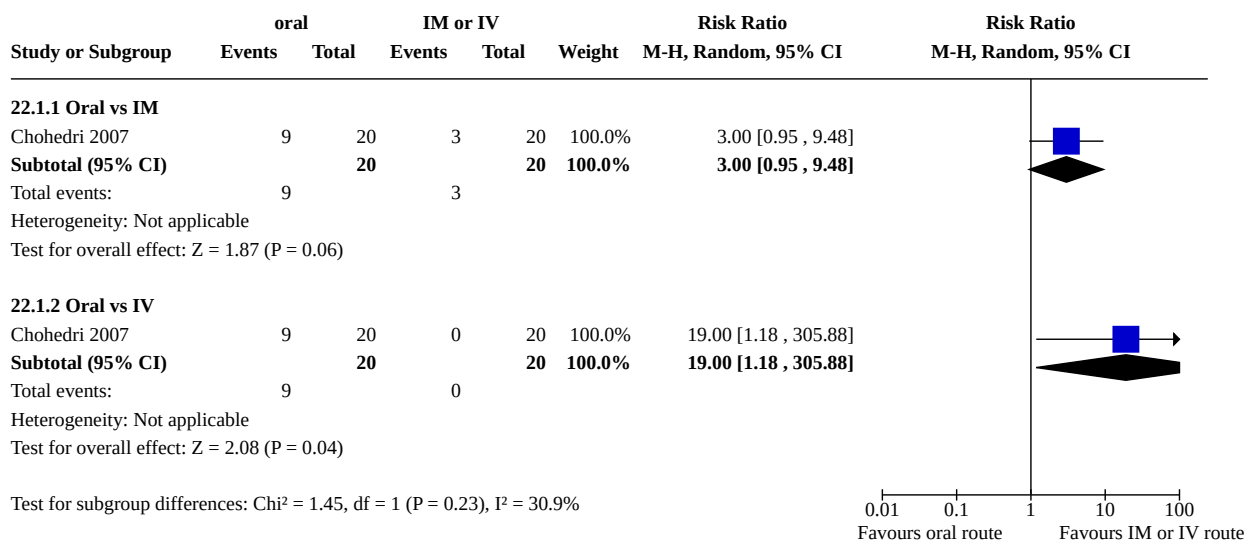 oral IM or IV Risk Ratio Risk Ratio
Study or Subgroup Events Total Events Total Weight M-H, Random, 95% CI M-H, Random, 95% CI
22.1.1 Oral vs IM
Chohedri 2007 9 20 3 20 100.0% 3.00 [0.95 , 9.48]
Subtotal (95% CI) 20 20 100.0% 3.00 [0.95 , 9.48]
Total events: 9 3
Heterogeneity: Not applicable
Test for overall effect: Z = 1.87 (P = 0.06)
22.1.2 Oral vs IV
Chohedri 2007 9 20 0 20 100.0% 19.00 [1.18 , 305.88]
Subtotal (95% CI) 20 20 100.0% 19.00 [1.18 , 305.88]
Total events: 9 0
Heterogeneity: Not applicable
Test for overall effect: Z = 2.08 (P = 0.04)
Test for subgroup differences: Chi² = 1.45, df = 1 (P = 0.23), I² = 30.9%
0.01 0.1 1 10 100
Favours oral route Favours IM or IV route